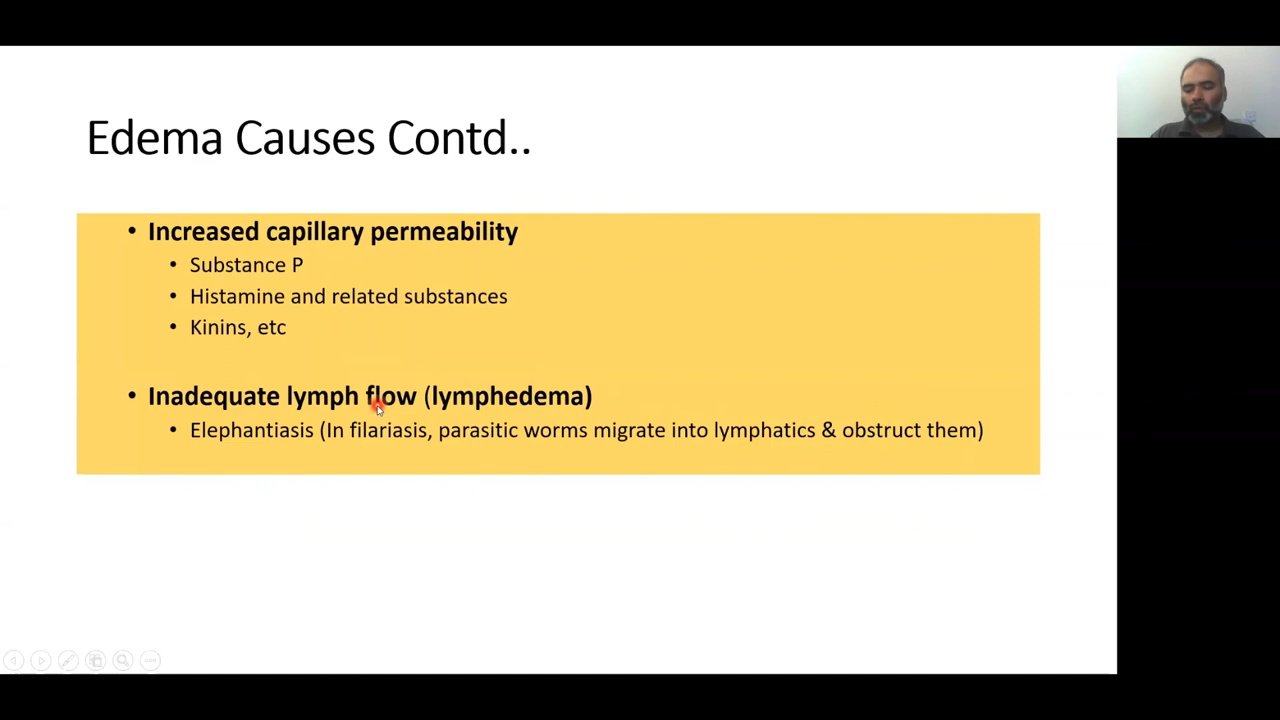 Edema Causes Contd..
• Increased capillary permeability
• Substance P
• Histamine and related substances
• Kinins, etc
• Inadequate lymph flow (lymphedema)
• Elephantiasis (In filariasis, parasitic worms migrate into lymphatics & obstruct them)